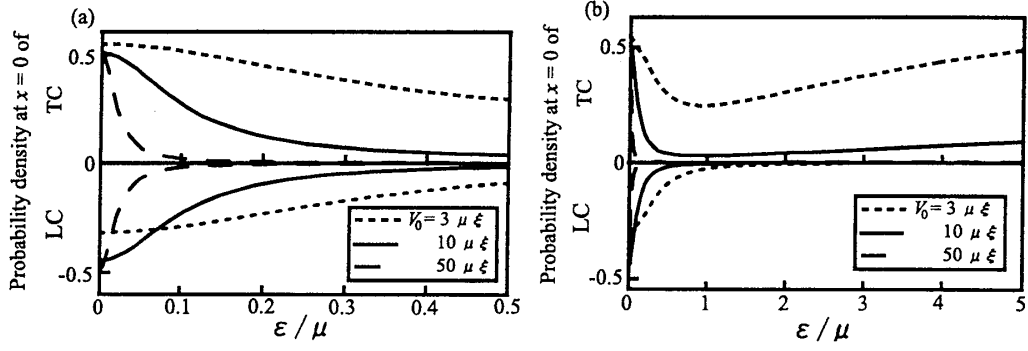 (a)
Probability density at x = 0 of
LC TC
0.5
0
-0.5
0 0.1 0.2 0.3 0.4 0.5
ε / μ
V₀ = 3 μ ξ
10 μ ξ
50 μ ξ
(b)
Probability density at x = 0 of
LC TC
0.5
0
-0.5
0 1 2 3 4 5
ε / μ
V₀ = 3 μ ξ
10 μ ξ
50 μ ξ